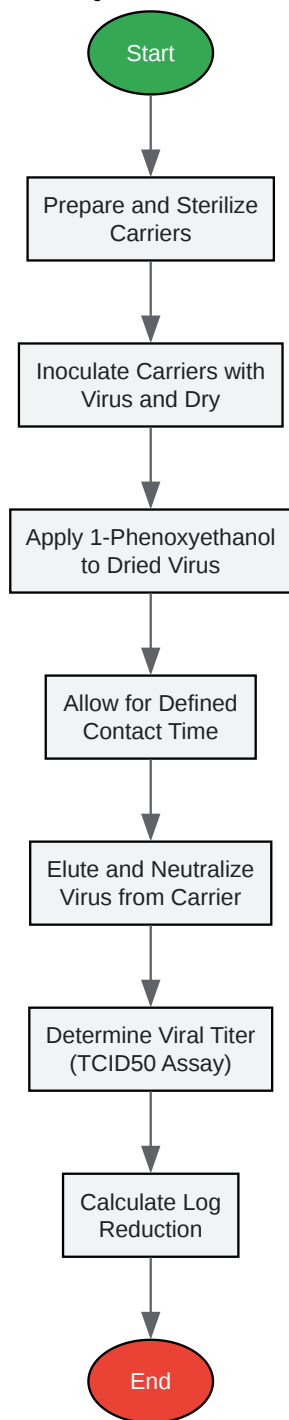 Start
Prepare and Sterilize
Carriers
Inoculate Carriers with
Virus and Dry
Apply 1-Phenoxyethanol
to Dried Virus
Allow for Defined
Contact Time
Elute and Neutralize
Virus from Carrier
Determine Viral Titer
(TCID50 Assay)
Calculate Log
Reduction
End